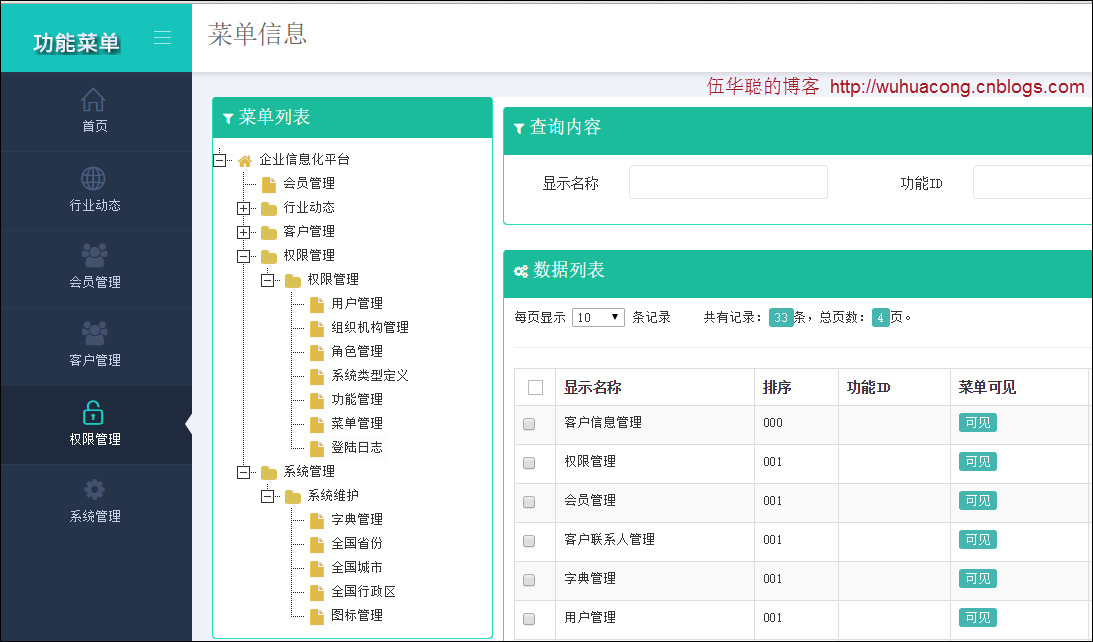 功能菜单
菜单信息
伍华聪的博客 http://wuhuacong.cnblogs.com
首页
行业动态
会员管理
客户管理
权限管理
系统管理
菜单列表
企业信息化平台
会员管理
行业动态
客户管理
权限管理
权限管理
用户管理
组织机构管理
角色管理
系统类型定义
功能管理
菜单管理
登陆日志
系统管理
系统维护
字典管理
全国省份
全国城市
全国行政区
图标管理
查询内容
显示名称 功能ID
数据列表
每页显示 10 条记录 共有记录：33条，总页数：4页。
显示名称 排序 功能ID 菜单可见
客户信息管理 000 可见
权限管理 001 可见
会员管理 001 可见
客户联系人管理 001 可见
字典管理 001 可见
用户管理 001 可见